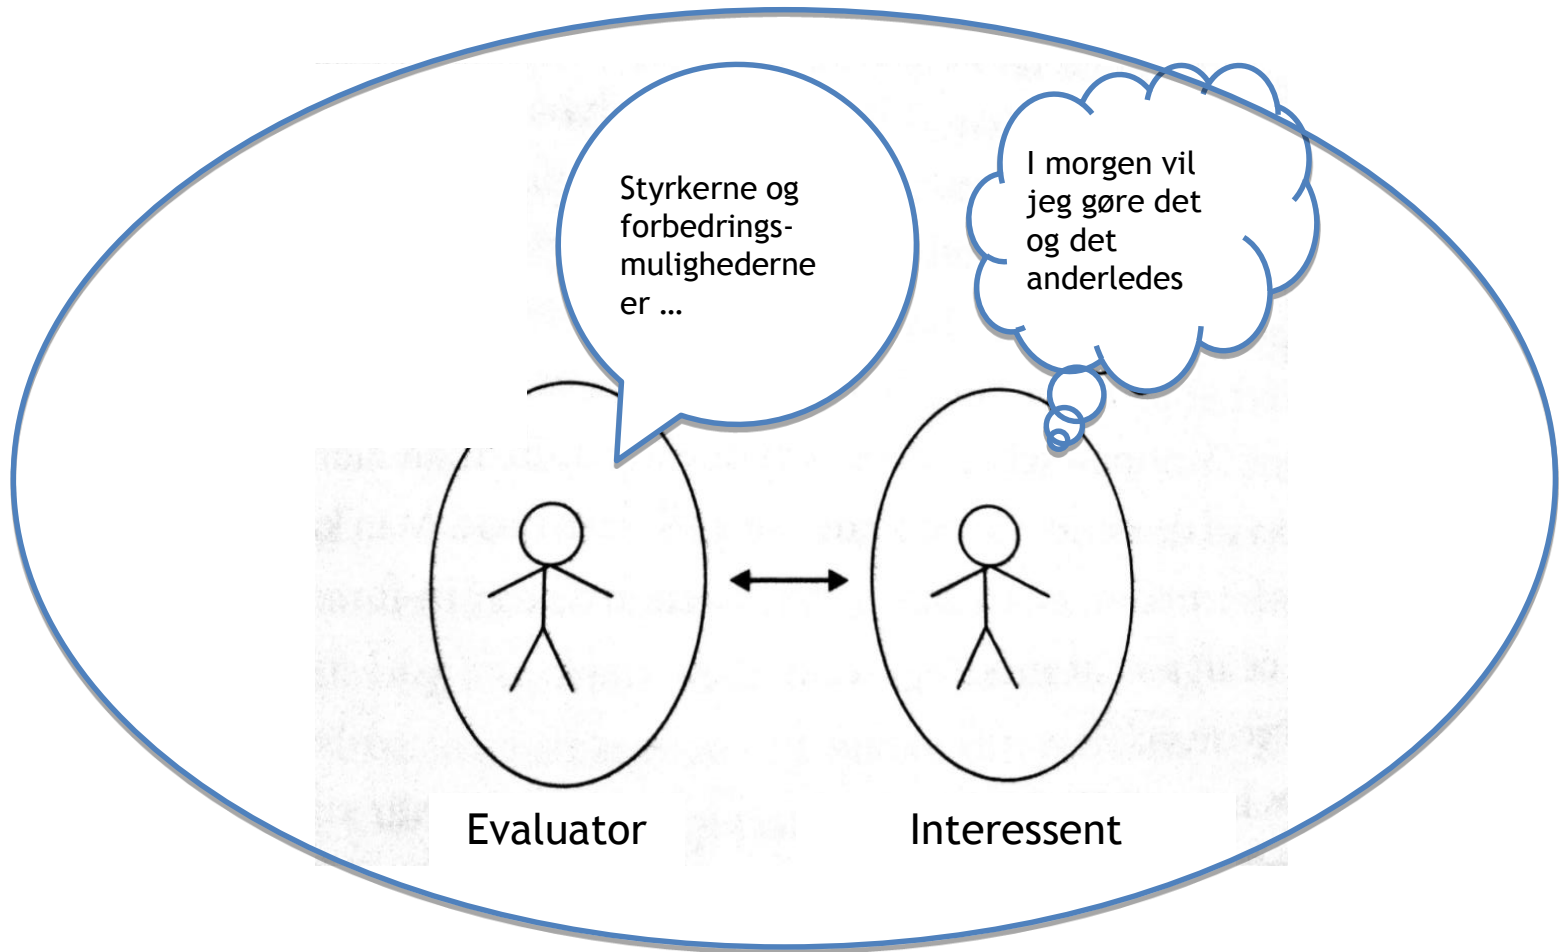 Styrkerne og
forbedrings-
mulighederne
er …
I morgen vil
jeg gøre det
og det
anderledes
Evaluator
Interessent